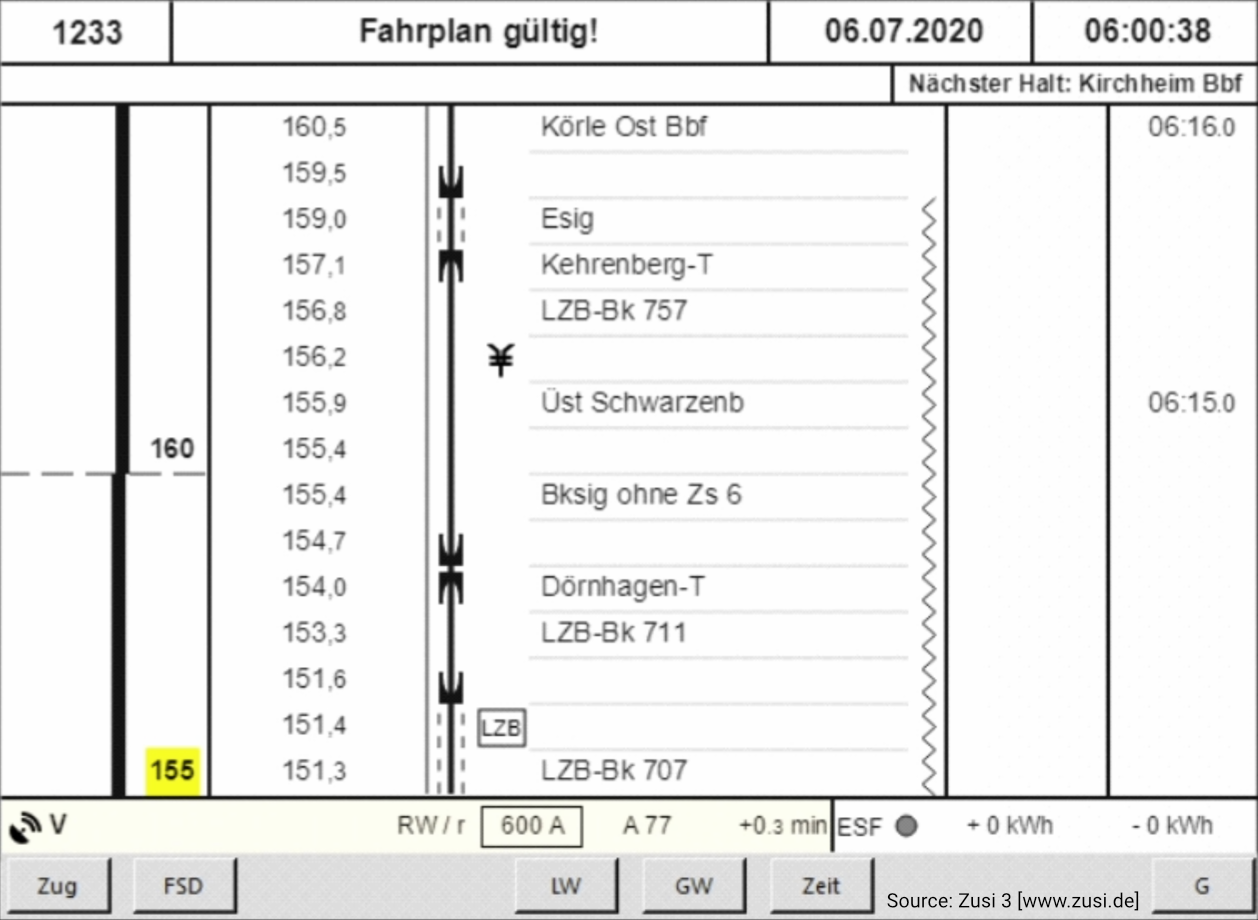 1233 Fahrplan gültig! 06.07.2020 06:00:38
Nächster Halt: Kirchheim Bbf
160,5 Körle Ost Bbf 06:16.0
159,5
159,0 Esig
157,1 Kehrenberg-T
156,8 LZB-Bk 757
156,2 ¥
155,9 Üst Schwarzenb 06:15.0
160 155,4
155,4 Bksig ohne Zs 6
154,7
154,0 Dörnhagen-T
153,3 LZB-Bk 711
151,6
151,4 LZB
155 151,3 LZB-Bk 707
V RW / r 600 A A 77 +0.3 min ESF + 0 kWh - 0 kWh
Zug FSD LW GW Zeit G
Source: Zusi 3 [www.zusi.de]